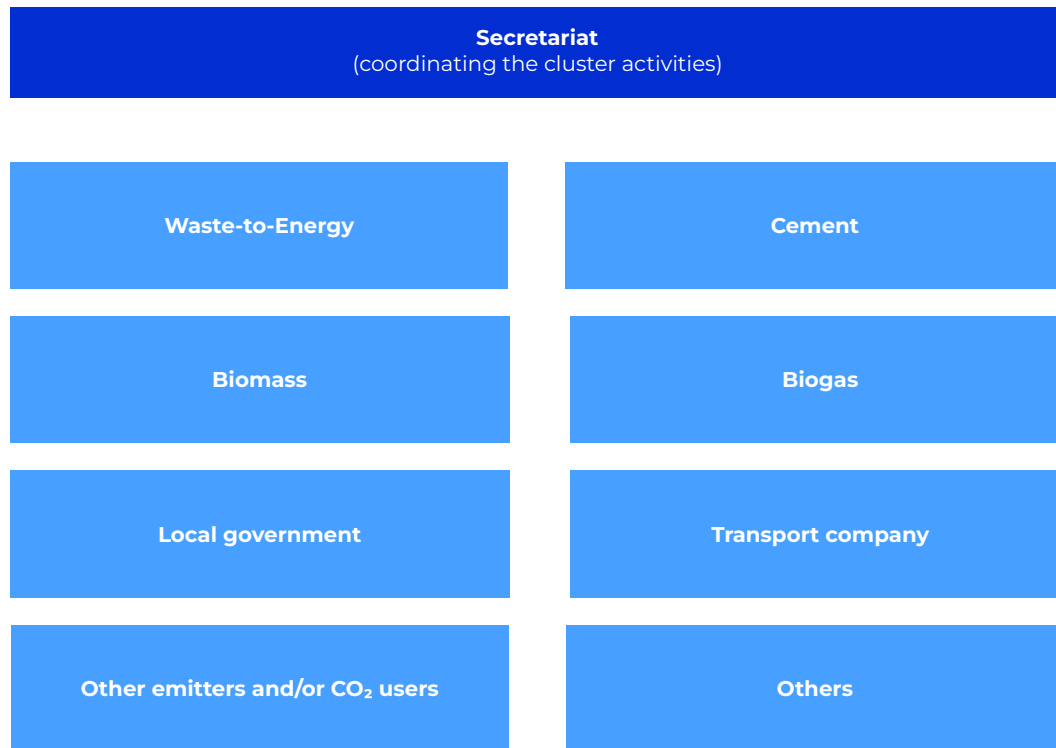 Secretariat
(coordinating the cluster activities)
Waste-to-Energy
Cement
Biomass
Biogas
Local government
Transport company
Other emitters and/or CO₂ users
Others